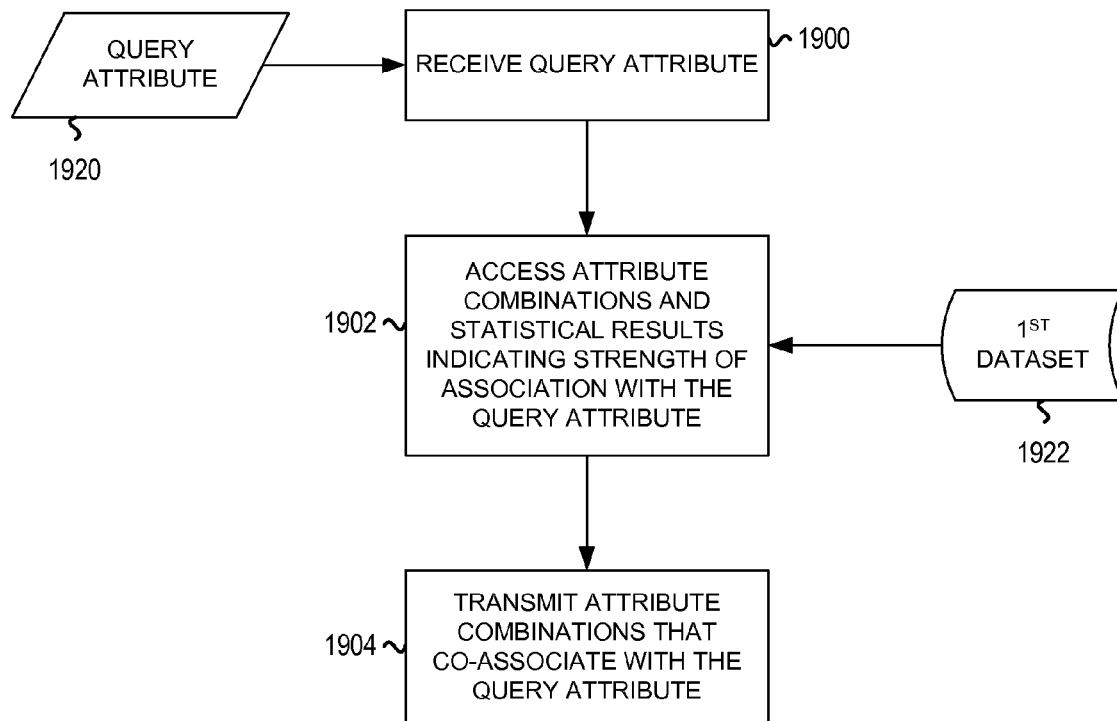 QUERY
ATTRIBUTE
1920
RECEIVE QUERY ATTRIBUTE
1900
ACCESS ATTRIBUTE
COMBINATIONS AND
STATISTICAL RESULTS
INDICATING STRENGTH OF
ASSOCIATION WITH THE
QUERY ATTRIBUTE
1902
1ST
DATASET
1922
TRANSMIT ATTRIBUTE
COMBINATIONS THAT
CO-ASSOCIATE WITH THE
QUERY ATTRIBUTE
1904